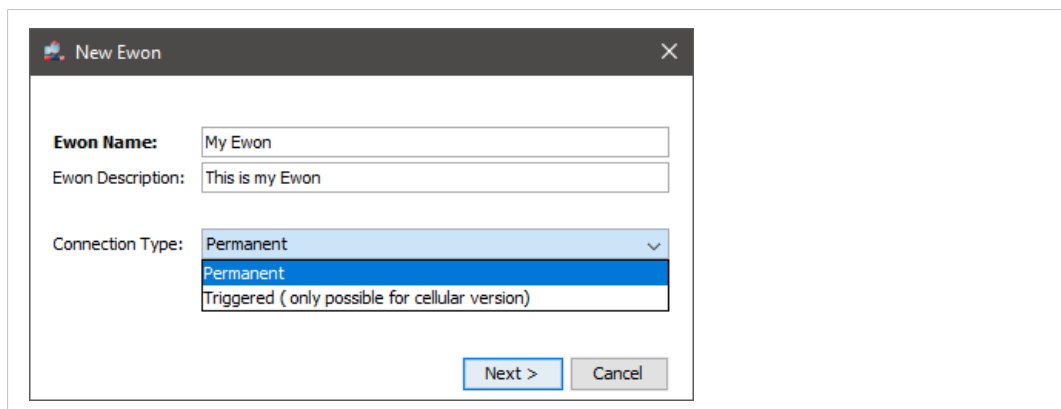 New Ewon
Ewon Name: My Ewon
Ewon Description: This is my Ewon
Connection Type: Permanent
Permanent
Triggered ( only possible for cellular version)
Next > Cancel